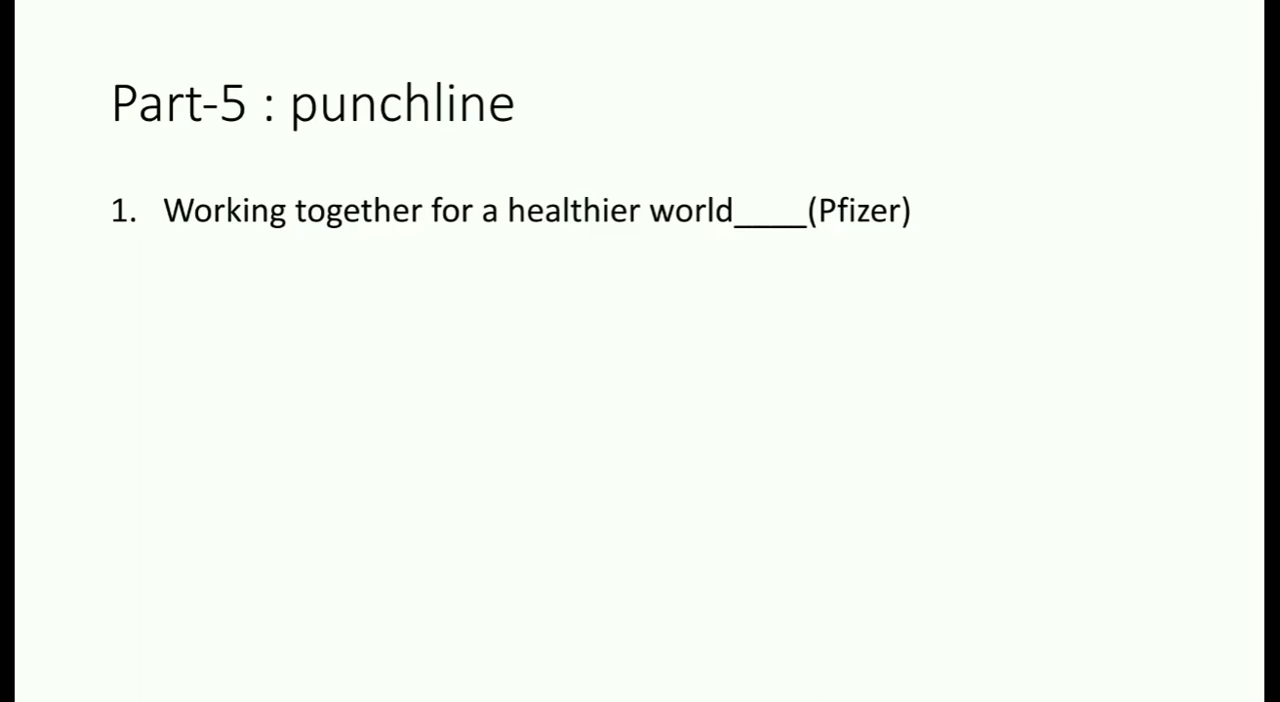 Part-5 : punchline
1. Working together for a healthier world____(Pfizer)